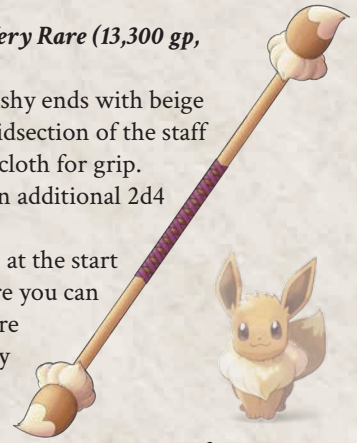 ery Rare (13,300 gp,
shy ends with beige
idsection of the staff
cloth for grip.
n additional 2d4
at the start
re you can
re
y